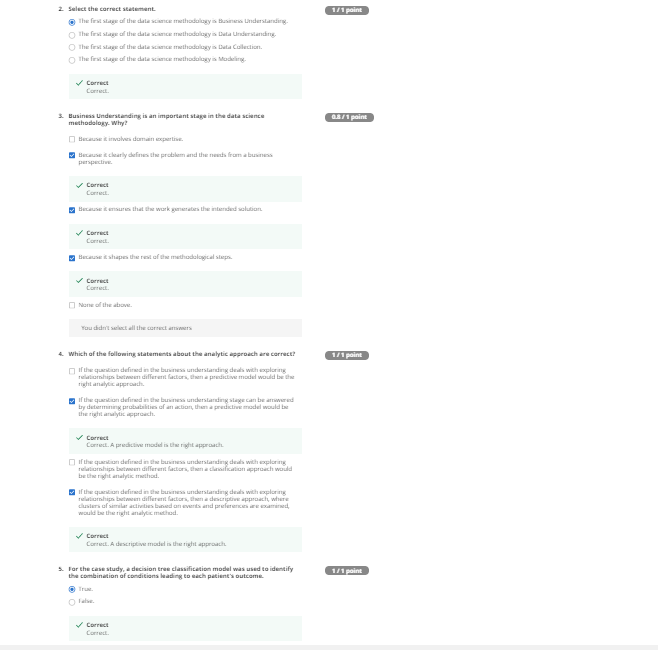 2. Select the correct statement.
1 / 1 point
The first stage of the data science methodology is Business Understanding.
The first stage of the data science methodology is Data Understanding.
The first stage of the data science methodology is Data Collection.
The first stage of the data science methodology is Modeling.
Correct
Correct.
3. Business Understanding is an important stage in the data science
methodology. Why?
0.8 / 1 point
Because it involves domain expertise.
Because it clearly defines the problem and the needs from a business
perspective.
Correct
Correct.
Because it ensures that the work generates the intended solution.
Correct
Correct.
Because it shapes the rest of the methodological steps.
Correct
Correct.
None of the above.
You didn't select all the correct answers
4. Which of the following statements about the analytic approach are correct?
1 / 1 point
If the question defined in the business understanding deals with exploring
relationships between different factors, then a predictive model would be the
right analytic approach.
If the question defined in the business understanding stage can be answered
by determining probabilities of an action, then a predictive model would be
the right analytic approach.
Correct
Correct. A predictive model is the right approach.
If the question defined in the business understanding deals with exploring
relationships between different factors, then a classification approach would
be the right analytic method.
If the question defined in the business understanding deals with exploring
relationships between different factors, then a descriptive approach, where
clusters of similar activities based on events and preferences are examined,
would be the right analytic method.
Correct
Correct. A descriptive model is the right approach.
5. For the case study, a decision tree classification model was used to identify
the combination of conditions leading to each patient's outcome.
1 / 1 point
True.
False.
Correct
Correct.